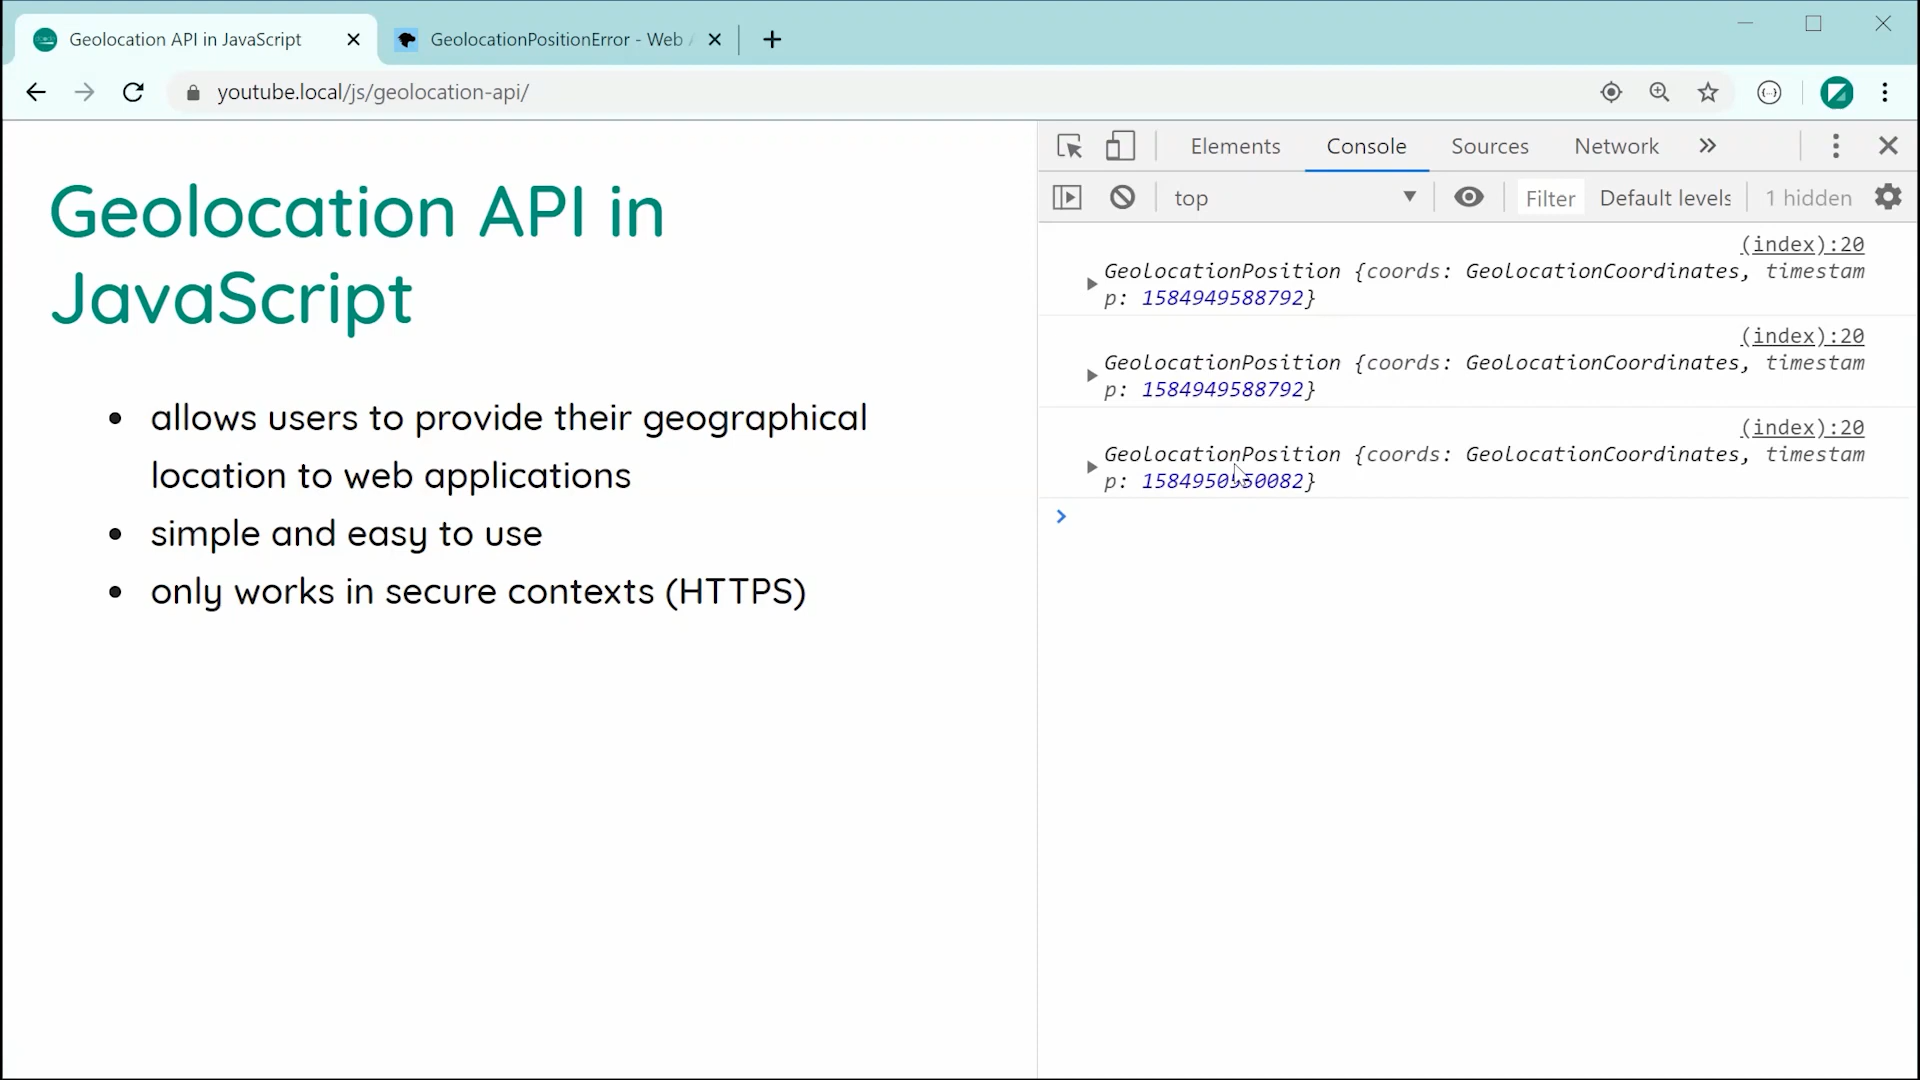 Geolocation API in JavaScript
GeolocationPositionError - Web
youtube.local/js/geolocation-api/
Elements
Console
Sources
Network
top
Filter
Default levels
1 hidden
Geolocation API in
JavaScript
• allows users to provide their geographical
location to web applications
• simple and easy to use
• only works in secure contexts (HTTPS)
(index):20
GeolocationPosition {coords: GeolocationCoordinates, timestam
p: 1584949588792}
(index):20
GeolocationPosition {coords: GeolocationCoordinates, timestam
p: 1584949588792}
(index):20
GeolocationPosition {coords: GeolocationCoordinates, timestam